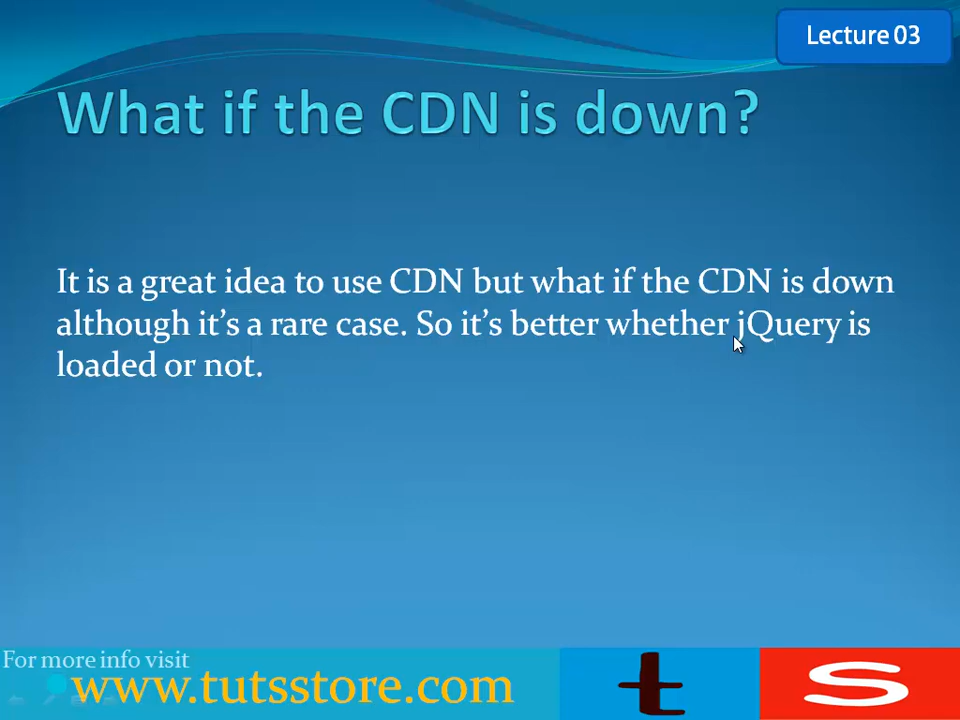 Lecture 03
What if the CDN is down?
It is a great idea to use CDN but what if the CDN is down
although it's a rare case. So it's better whether jQuery is
loaded or not.
For more info visit
www.tutsstore.com
t s